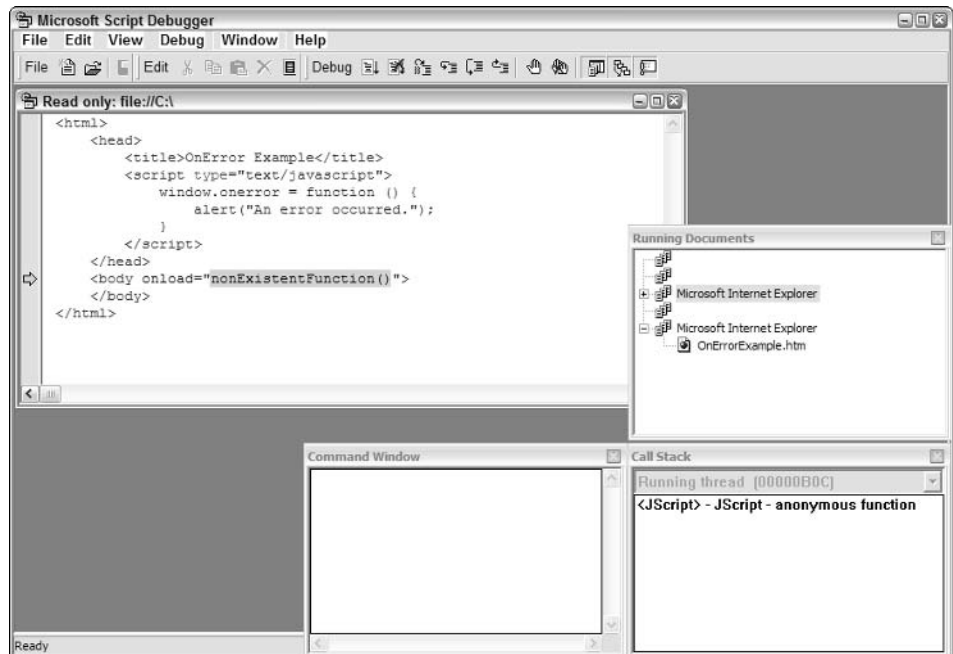 Microsoft Script Debugger
File Edit View Debug Window Help
File Edit Debug
Read only: file://C:\
<html>
<head>
<title>OnError Example</title>
<script type="text/javascript">
window.onerror = function () {
alert("An error occurred.");
}
</script>
</head>
<body onload="nonExistentFunction()">
</body>
</html>
Running Documents
Microsoft Internet Explorer
Microsoft Internet Explorer
OnErrorExample.htm
Command Window
Call Stack
Running thread [00000B0C]
<JScript> - JScript - anonymous function
Ready